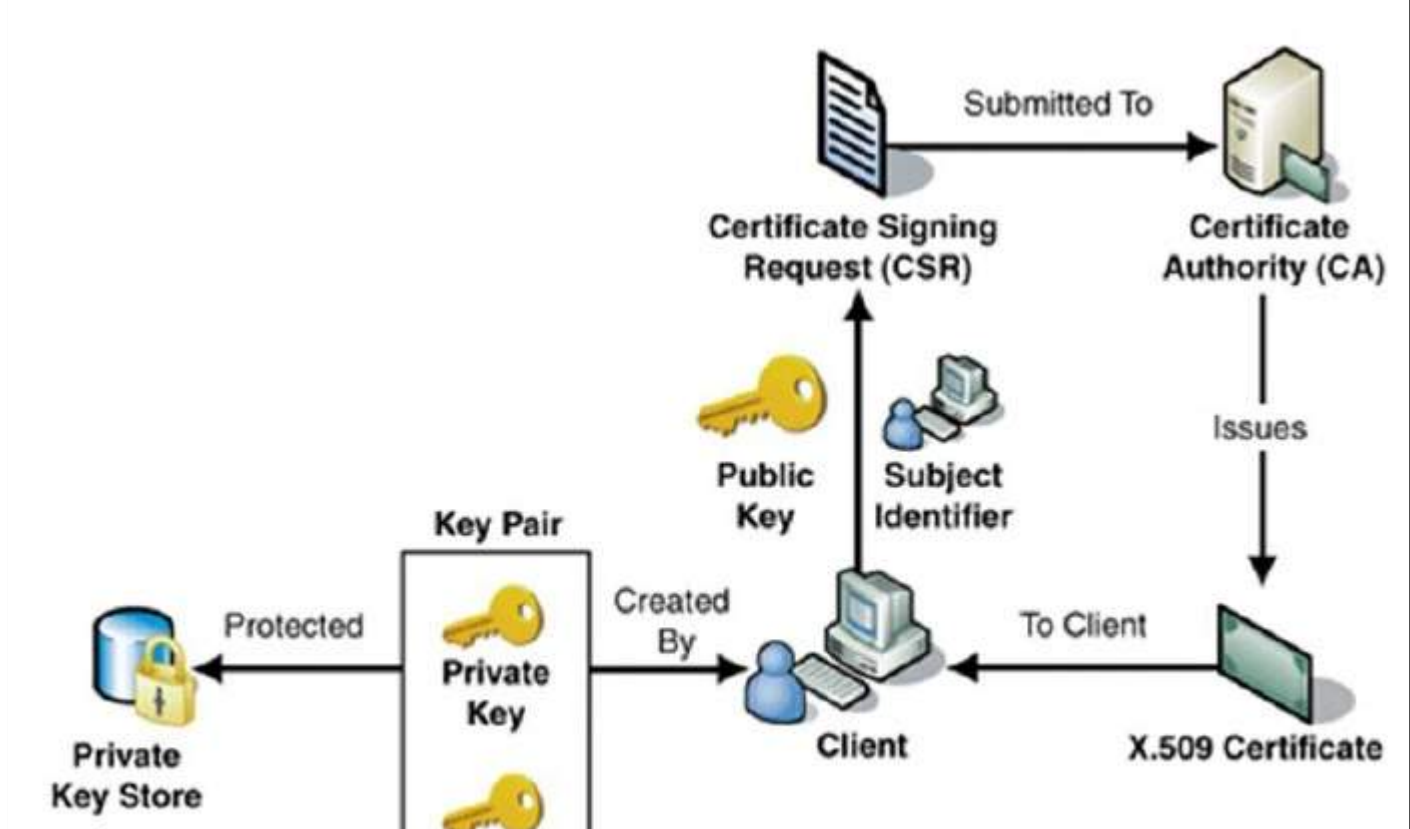 Submitted To
Certificate Signing
Request (CSR)
Certificate
Authority (CA)
Public
Key
Subject
Identifier
Issues
Key Pair
Protected
Private
Key
Created
By
To Client
Private
Key Store
Client
X.509 Certificate